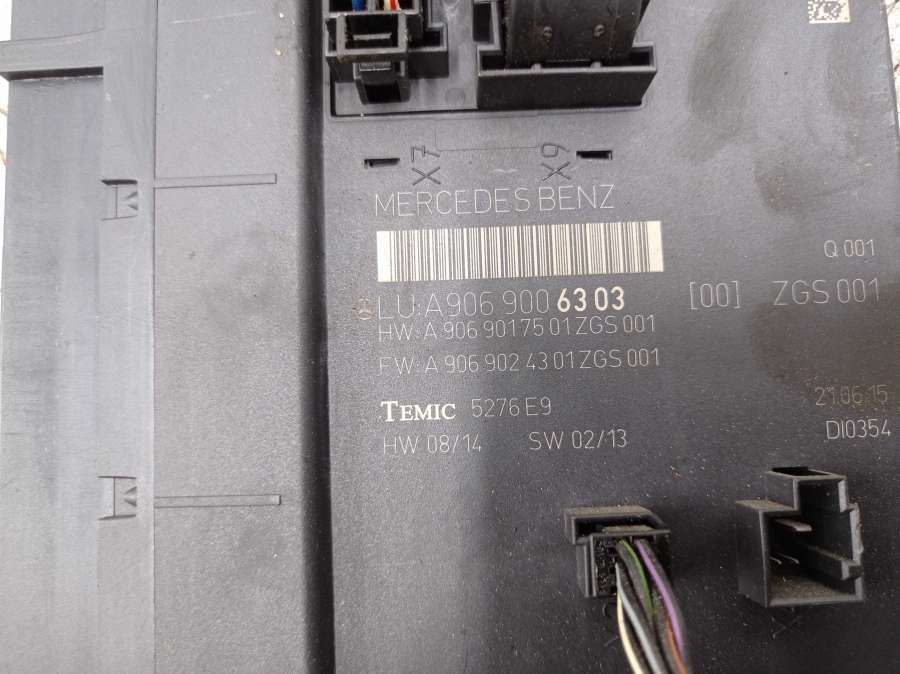 X7
X9
MERCEDES BENZ
Q 001
LU:A 906 900 6303 [00] ZGS 001
HW: A 906 901 75 01 ZGS 001
FW: A 906 902 43 01 ZGS 001
TEMIC 5276 E9
21.06.15
HW 08/14 SW 02/13
DI0354